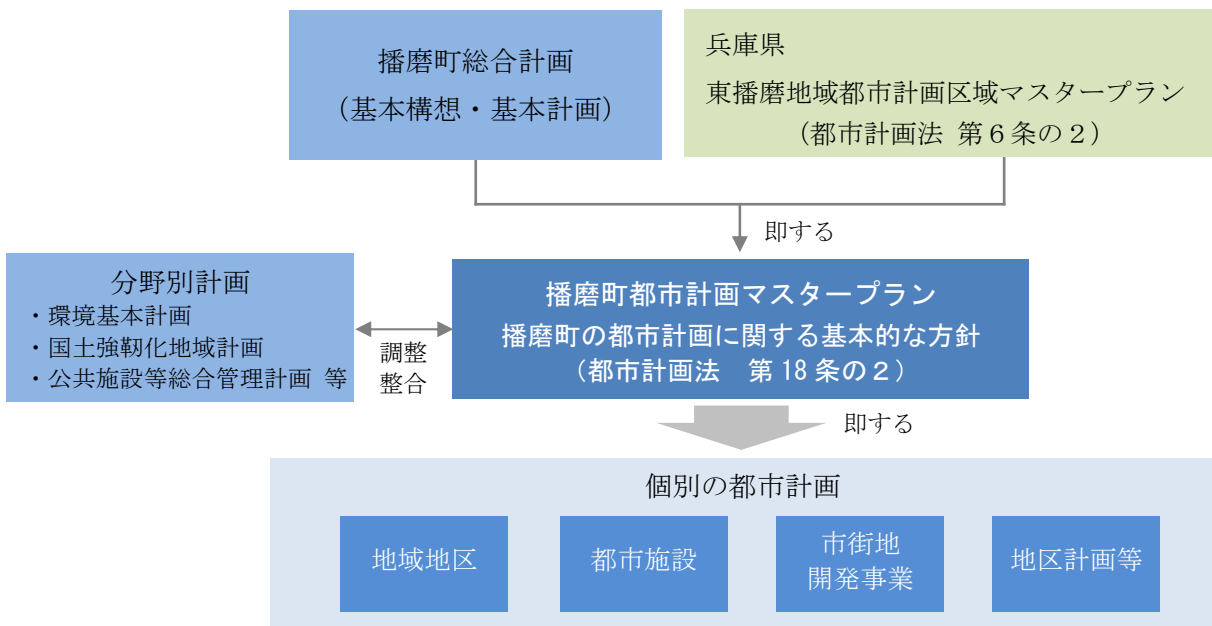 播磨町総合計画
（基本構想・基本計画）
兵庫県
東播磨地域都市計画区域マスタープラン
（都市計画法 第６条の２）
即する
分野別計画
・環境基本計画
・国土強靭化地域計画
・公共施設等総合管理計画 等
調整
整合
播磨町都市計画マスタープラン
播磨町の都市計画に関する基本的な方針
（都市計画法　第 18 条の２）
即する
個別の都市計画
地域地区
都市施設
市街地
開発事業
地区計画等